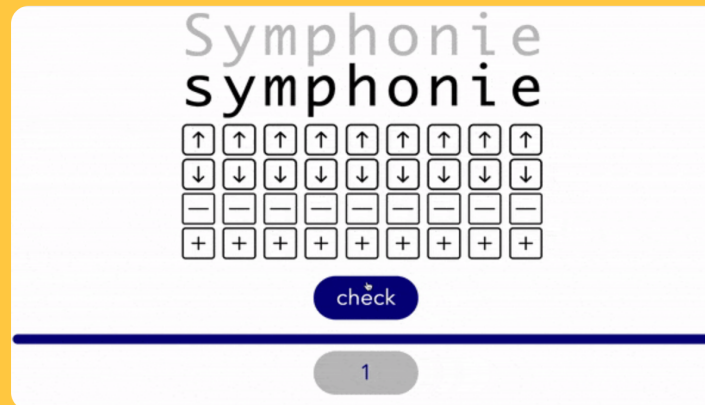 Symphonie
symphonie
↑ ↑ ↑ ↑ ↑ ↑ ↑ ↑ ↑
↓ ↓ ↓ ↓ ↓ ↓ ↓ ↓ ↓
— — — — — — — — —
+ + + + + + + + +
check
1